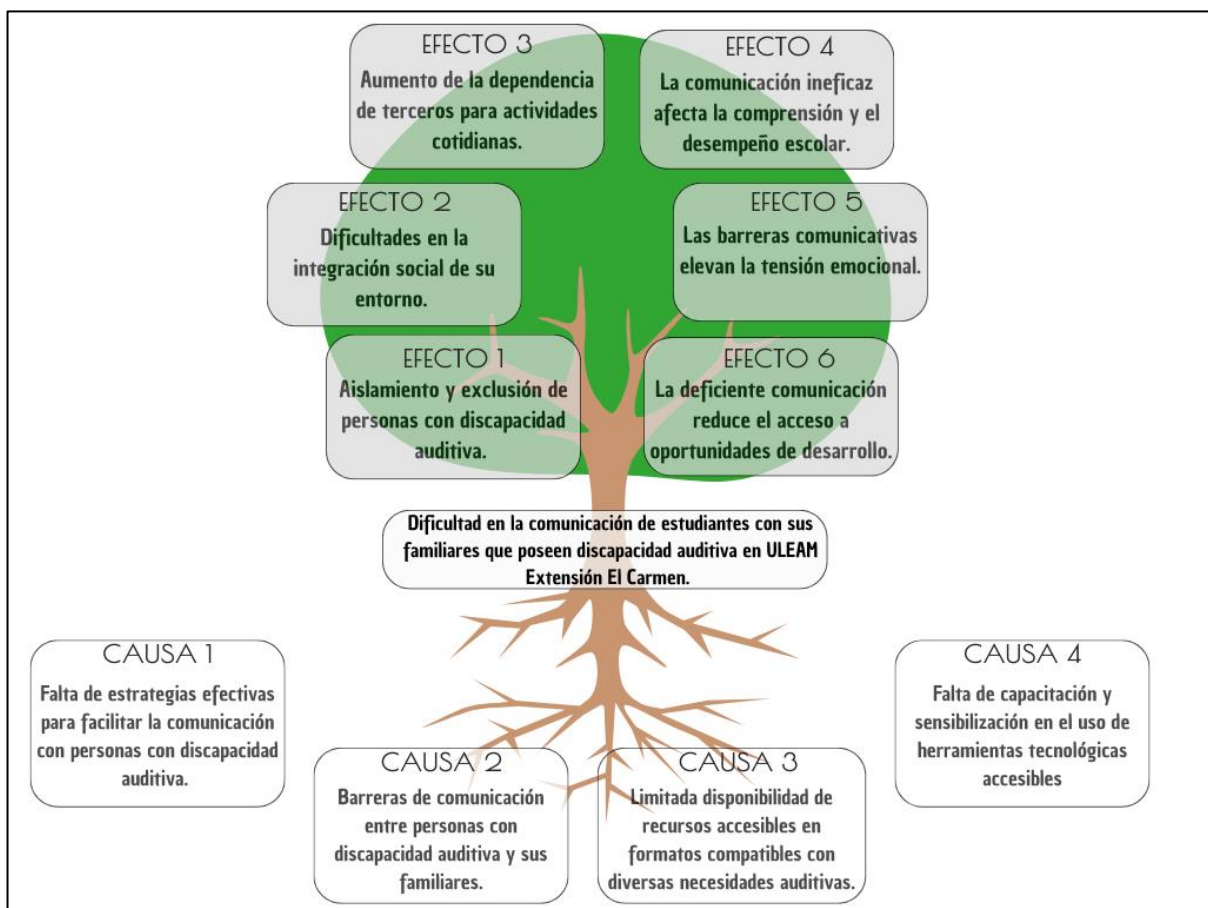 EFECTO 3
Aumento de la dependencia
de terceros para actividades
cotidianas.
EFECTO 4
La comunicación ineficaz
afecta la comprensión y el
desempeño escolar.
EFECTO 2
Dificultades en la
integración social de su
entorno.
EFECTO 5
Las barreras comunicativas
elevan la tensión emocional.
EFECTO 1
Aislamiento y exclusión de
personas con discapacidad
auditiva.
EFECTO 6
La deficiente comunicación
reduce el acceso a
oportunidades de desarrollo.
Dificultad en la comunicación de estudiantes con sus
familiares que poseen discapacidad auditiva en ULEAM
Extensión El Carmen.
CAUSA 1
Falta de estrategias efectivas
para facilitar la comunicación
con personas con discapacidad
auditiva.
CAUSA 2
Barreras de comunicación
entre personas con
discapacidad auditiva y sus
familiares.
CAUSA 3
Limitada disponibilidad de
recursos accesibles en
formatos compatibles con
diversas necesidades auditivas.
CAUSA 4
Falta de capacitación y
sensibilización en el uso de
herramientas tecnológicas
accesibles